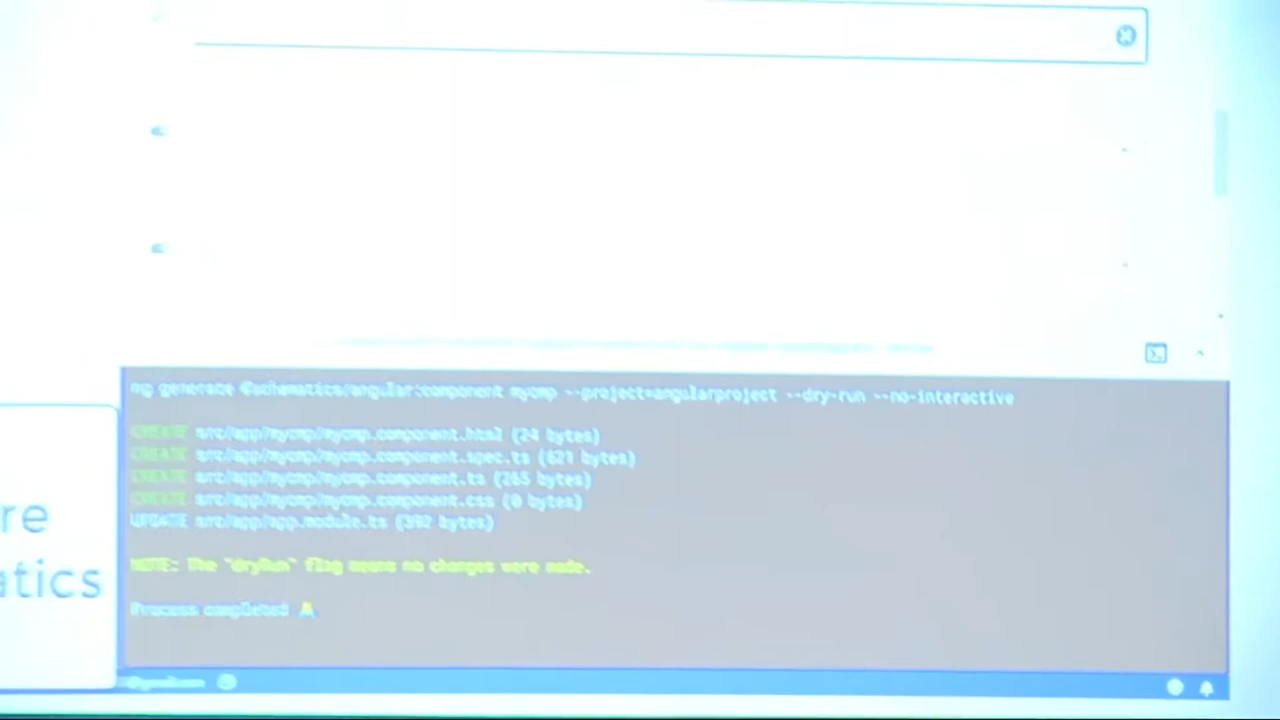 ng generate @schematics/angular:component mycmp --project=angularproject --dry-run --no-interactive
CREATE src/app/mycmp/mycmp.component.html (24 bytes)
CREATE src/app/mycmp/mycmp.component.spec.ts (621 bytes)
CREATE src/app/mycmp/mycmp.component.ts (265 bytes)
CREATE src/app/mycmp/mycmp.component.css (0 bytes)
UPDATE src/app/app.module.ts (392 bytes)
re
NOTE: The "dryRun" flag means no changes were made.
atics
Process completed 🙏